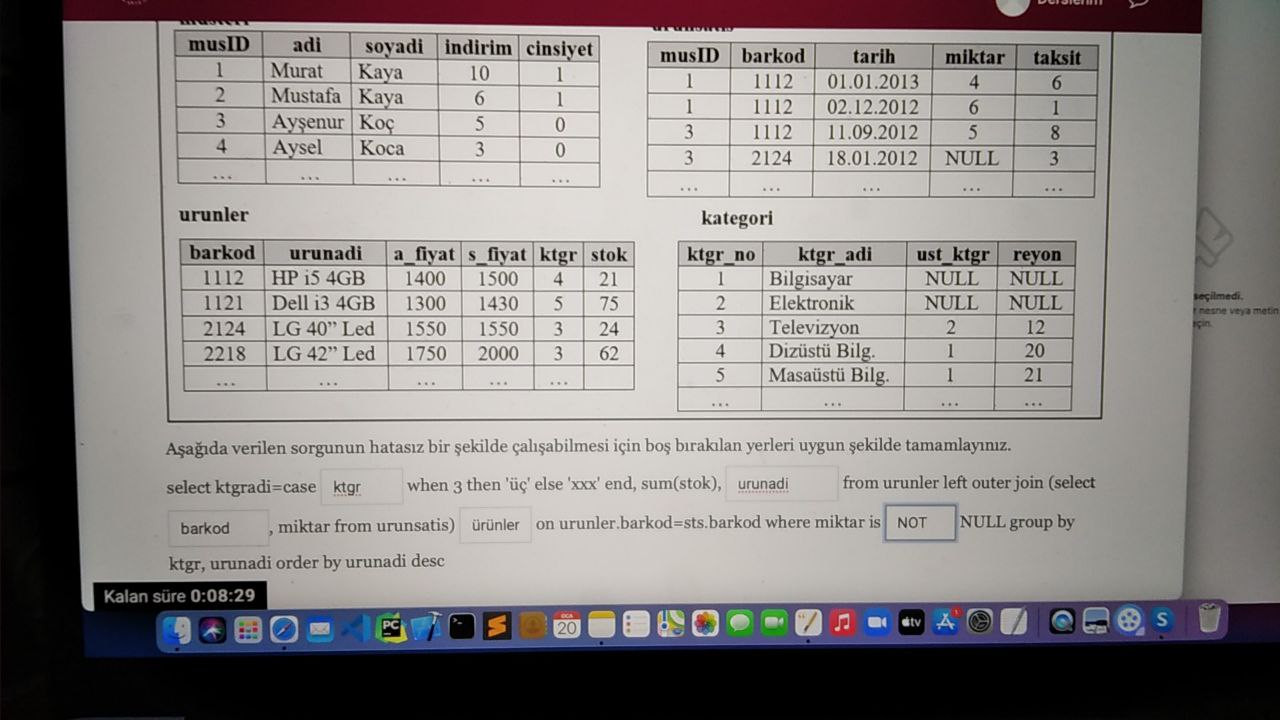 Derslerim
musteri
urunsatis
musID adi soyadi indirim cinsiyet
1 Murat Kaya 10 1
2 Mustafa Kaya 6 1
3 Ayşenur Koç 5 0
4 Aysel Koca 3 0
... ... ... ... ...
musID barkod tarih miktar taksit
1 1112 01.01.2013 4 6
1 1112 02.12.2012 6 1
3 1112 11.09.2012 5 8
3 2124 18.01.2012 NULL 3
... ... ... ... ...
urunler
barkod urunadi a_fiyat s_fiyat ktgr stok
1112 HP i5 4GB 1400 1500 4 21
1121 Dell i3 4GB 1300 1430 5 75
2124 LG 40” Led 1550 1550 3 24
2218 LG 42” Led 1750 2000 3 62
... ... ... ... ...
kategori
ktgr_no ktgr_adi ust_ktgr reyon
1 Bilgisayar NULL NULL
2 Elektronik NULL NULL
3 Televizyon 2 12
4 Dizüstü Bilg. 1 20
5 Masaüstü Bilg. 1 21
... ... ... ...
seçilmedi.
nesne veya metin
Aşağıda verilen sorgunun hatasız bir şekilde çalışabilmesi için boş bırakılan yerleri uygun şekilde tamamlayınız.
select ktgradi=case ktgr when 3 then 'üç' else 'xxx' end, sum(stok), urunadi from urunler left outer join (select
barkod , miktar from urunsatis) ürünler on urunler.barkod=sts.barkod where miktar is NOT NULL group by
ktgr, urunadi order by urunadi desc
Kalan süre 0:08:29
PC
OCA
20
tv
1
S